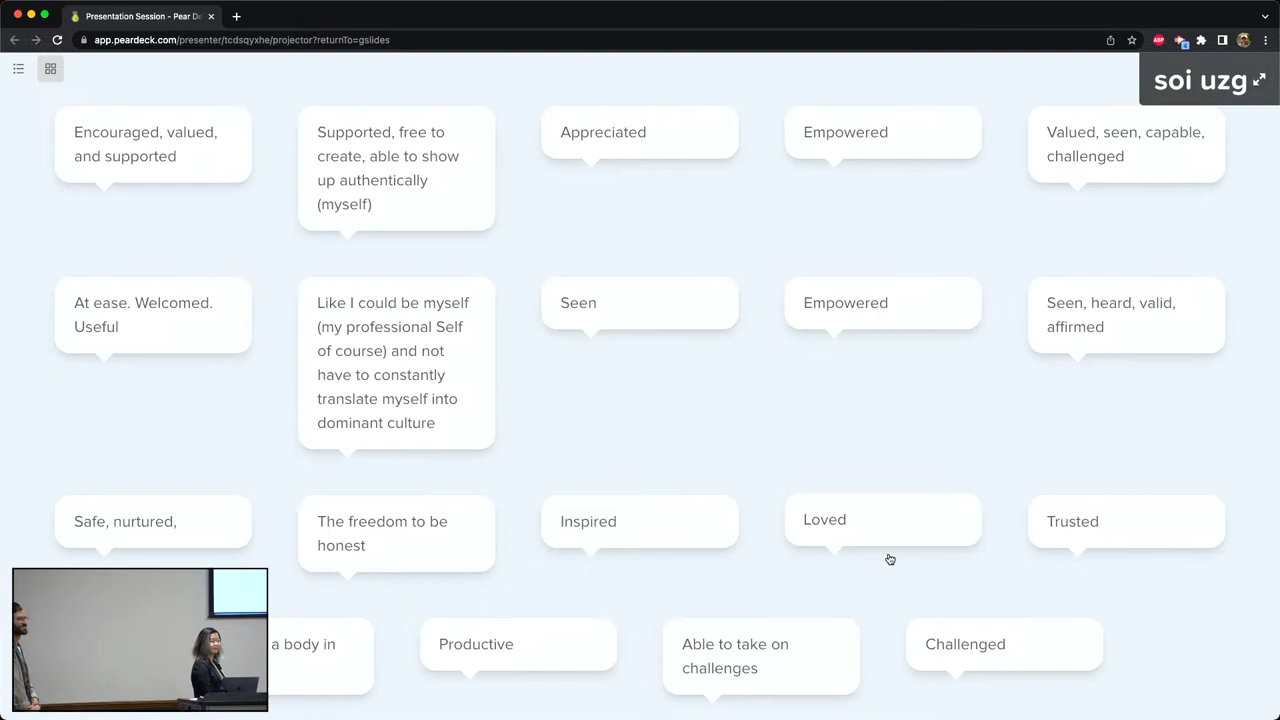 Presentation Session - Pear De
app.peardeck.com/presenter/tcdsqyxhe/projector?returnTo=gslides
ABP
4
soi uzg
Encouraged, valued,
and supported
Supported, free to
create, able to show
up authentically
(myself)
Appreciated
Empowered
Valued, seen, capable,
challenged
At ease. Welcomed.
Useful
Like I could be myself
(my professional Self
of course) and not
have to constantly
translate myself into
dominant culture
Seen
Empowered
Seen, heard, valid,
affirmed
Safe, nurtured,
The freedom to be
honest
Inspired
Loved
Trusted
a body in
Productive
Able to take on
challenges
Challenged